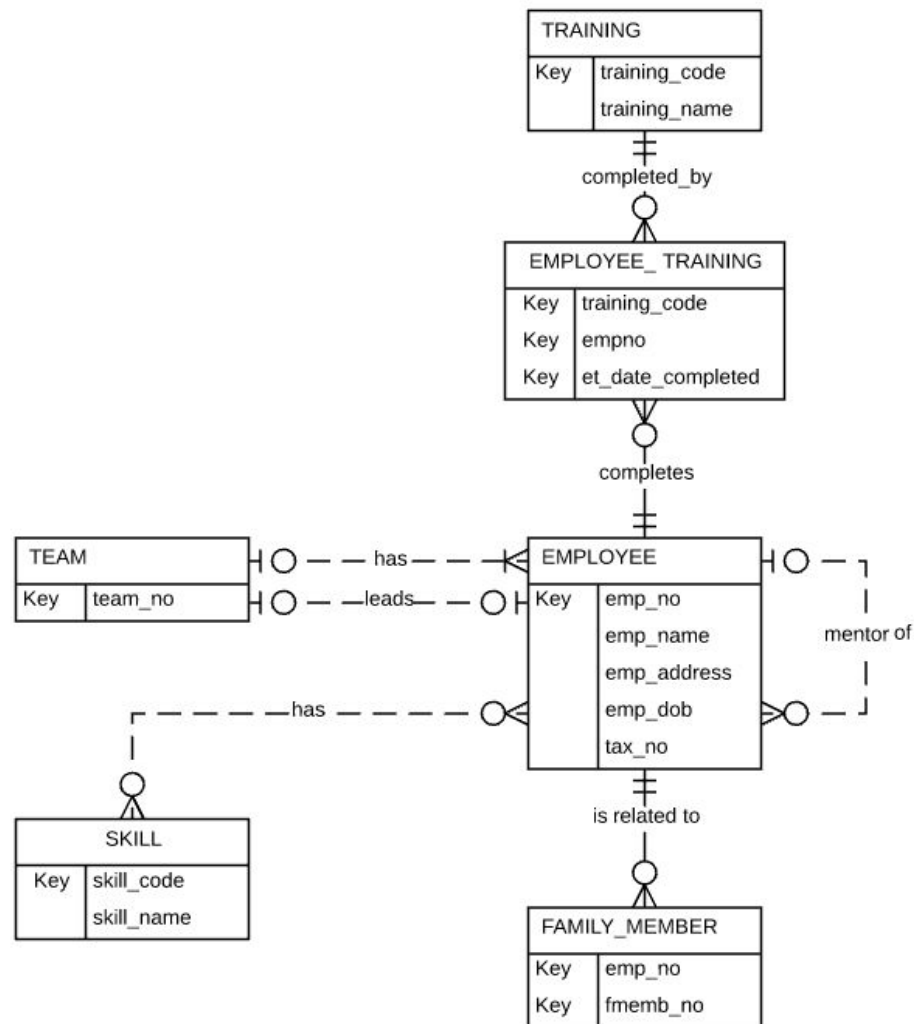 TRAINING
Key training_code
training_name
completed_by
EMPLOYEE_ TRAINING
Key training_code
Key empno
Key et_date_completed
completes
TEAM
Key team_no
has
leads
EMPLOYEE
Key emp_no
emp_name
emp_address
emp_dob
tax_no
mentor of
has
SKILL
Key skill_code
skill_name
is related to
FAMILY_MEMBER
Key emp_no
Key fmemb_no